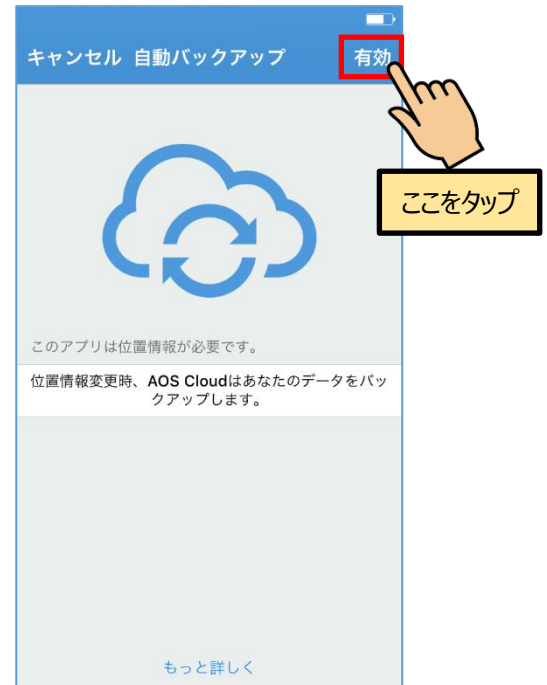 キャンセル 自動バックアップ 有効
ここをタップ
このアプリは位置情報が必要です。
位置情報変更時、AOS Cloudはあなたのデータをバッ
クアップします。
もっと詳しく